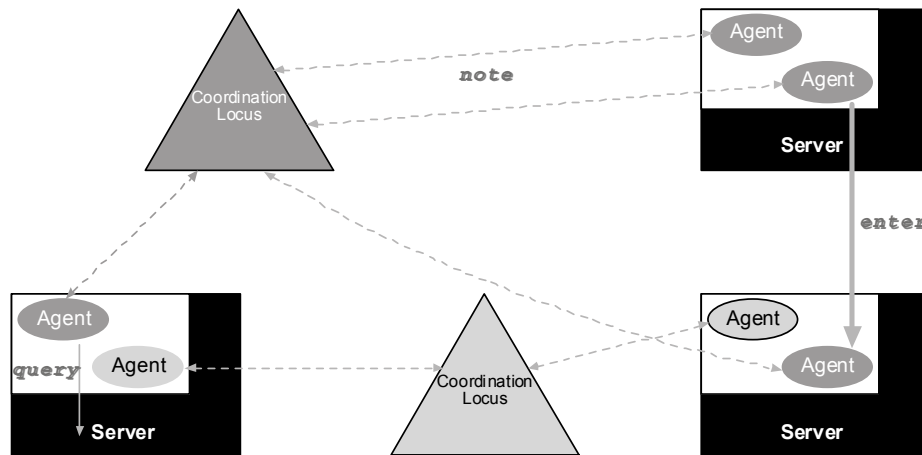 Agent
note
Agent
Coordination
Locus
Server
enter
Agent
Agent
Agent
Agent
query
Coordination
Locus
Server
Server